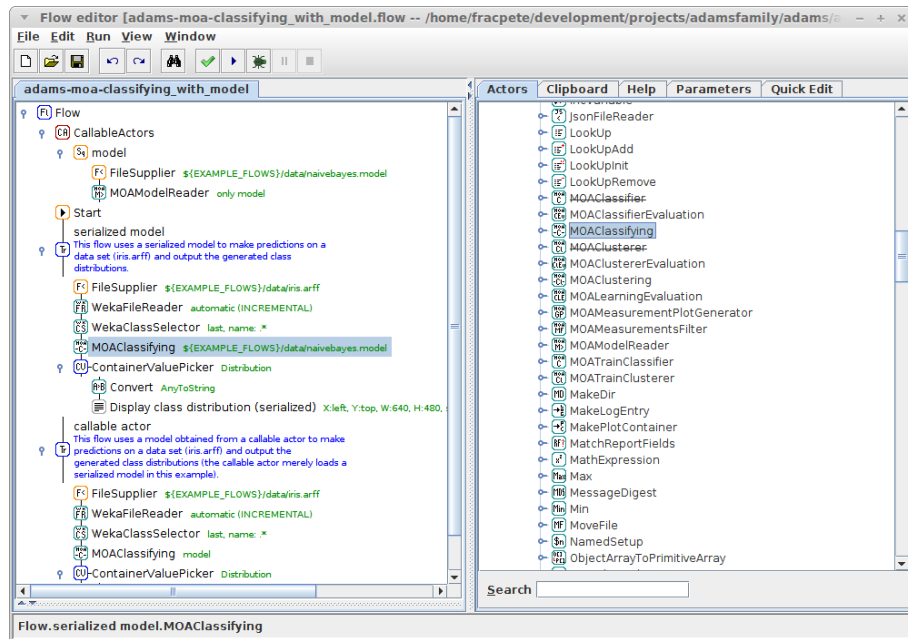 Flow editor [adams-moa-classifying_with_model.flow -- /home/fracpete/development/projects/adamsfamily/adams/a
File Edit Run View Window
adams-moa-classifying_with_model
Flow
CallableActors
model
FileSupplier ${EXAMPLE_FLOWS}/data/naivebayes.model
MOAModelReader only model
Start
serialized model
This flow uses a serialized model to make predictions on a
data set (iris.arff) and output the generated class
distributions.
FileSupplier ${EXAMPLE_FLOWS}/data/iris.arff
WekaFileReader automatic (INCREMENTAL)
WekaClassSelector last, name: .*
MOAClassifying ${EXAMPLE_FLOWS}/data/naivebayes.model
ContainerValuePicker Distribution
Convert AnyToString
Display class distribution (serialized) X:left, Y:top, W:640, H:480,
callable actor
This flow uses a model obtained from a callable actor to make
predictions on a data set (iris.arff) and output the
generated class distributions (the callable actor merely loads a
serialized model in this example).
FileSupplier ${EXAMPLE_FLOWS}/data/iris.arff
WekaFileReader automatic (INCREMENTAL)
WekaClassSelector last, name: .*
MOAClassifying model
ContainerValuePicker Distribution
Actors Clipboard Help Parameters Quick Edit
JsonFileReader
LookUp
LookUpAdd
LookUpInit
LookUpRemove
MOAClassifier
MOAClassifierEvaluation
MOAClassifying
MOAClusterer
MOAClustererEvaluation
MOAClustering
MOALearningEvaluation
MOAMeasurementPlotGenerator
MOAMeasurementsFilter
MOAModelReader
MOATrainClassifier
MOATrainClusterer
MakeDir
MakeLogEntry
MakePlotContainer
MatchReportFields
MathExpression
Max
MessageDigest
Min
MoveFile
NamedSetup
ObjectArrayToPrimitiveArray
Search
Flow.serialized model.MOAClassifying